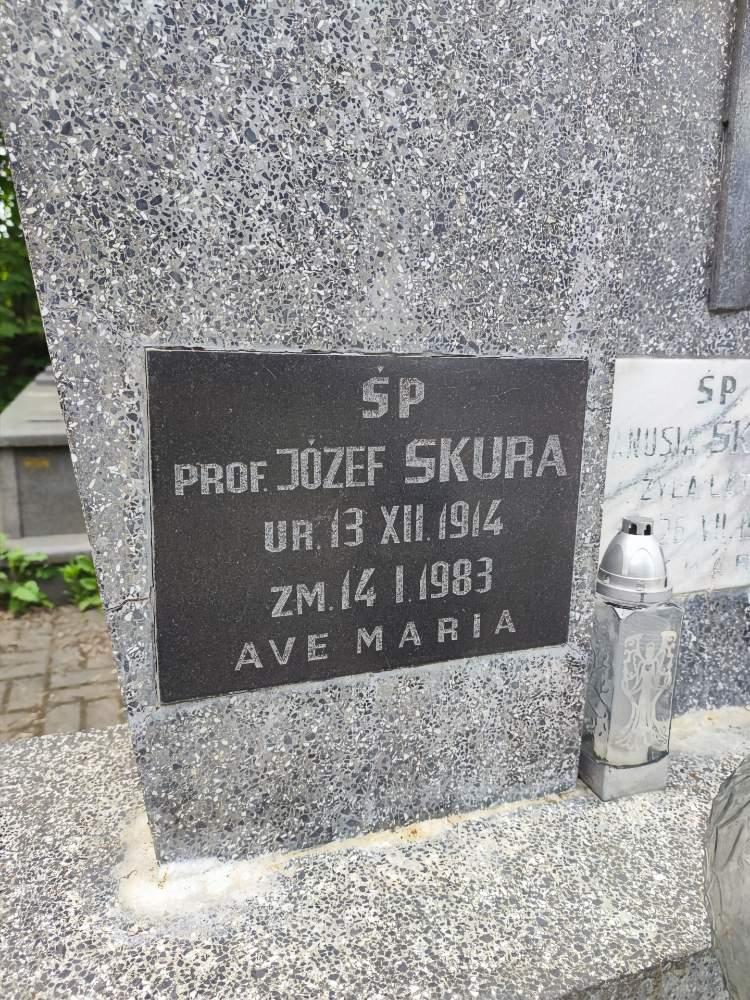 ŚP
PROF. JÓZEF SKURA
UR. 13 XII. 1914
ZM. 14 I. 1983
AVE MARIA
ŚP